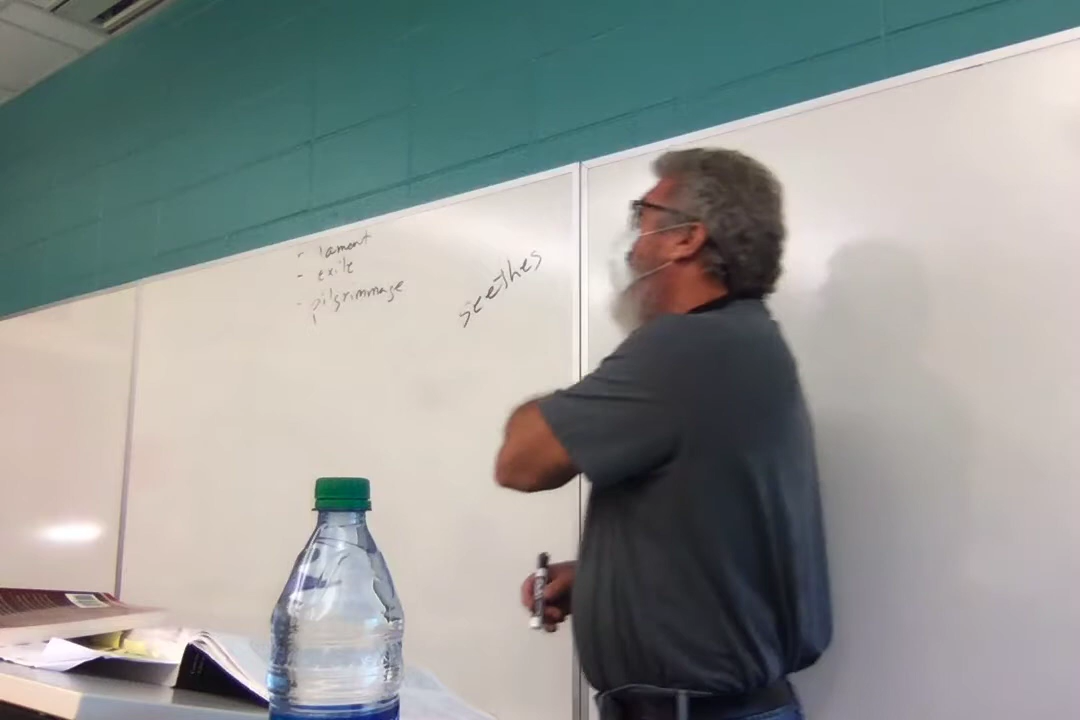 - lament
- exile
- pilgrimmage
seethes